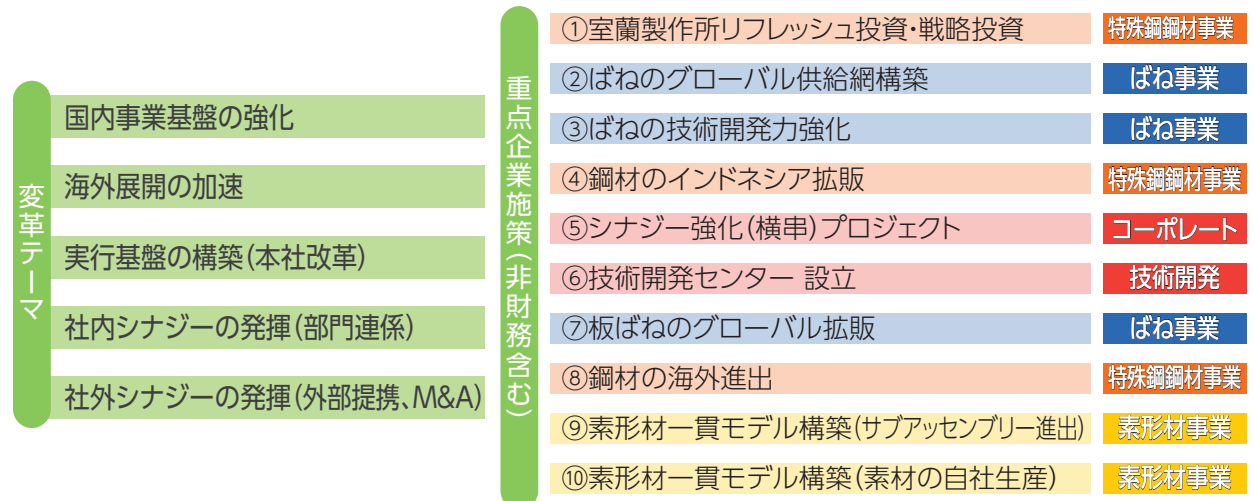 変革テーマ
国内事業基盤の強化
海外展開の加速
実行基盤の構築(本社改革)
社内シナジーの発揮(部門連係)
社外シナジーの発揮(外部提携、M&A)
重点企業施策(非財務含む)
①室蘭製作所リフレッシュ投資・戦略投資 特殊鋼鋼材事業
②ばねのグローバル供給網構築 ばね事業
③ばねの技術開発力強化 ばね事業
④鋼材のインドネシア拡販 特殊鋼鋼材事業
⑤シナジー強化(横串)プロジェクト コーポレート
⑥技術開発センター 設立 技術開発
⑦板ばねのグローバル拡販 ばね事業
⑧鋼材の海外進出 特殊鋼鋼材事業
⑨素形材一貫モデル構築(サブアッセンブリー進出) 素形材事業
⑩素形材一貫モデル構築(素材の自社生産) 素形材事業